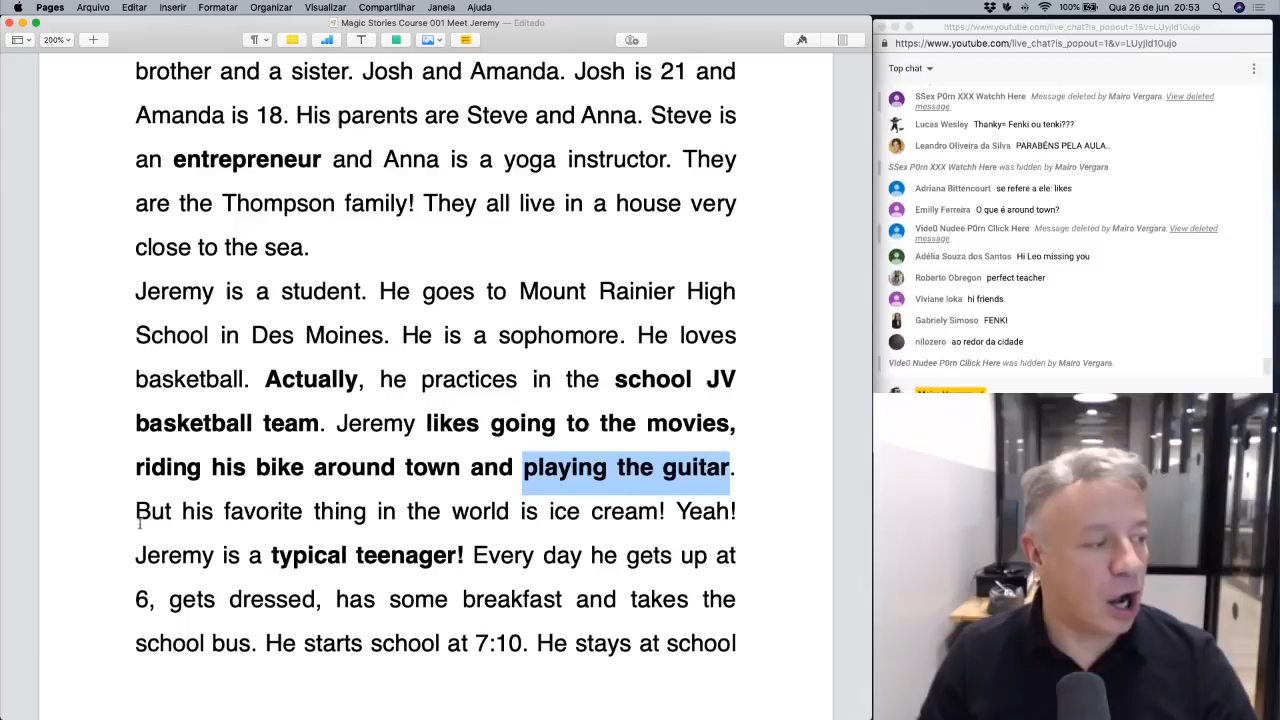 Pages Arquivo Editar Inserir Formatar Organizar Visualizar Compartilhar Janela Ajuda
100% Qua 26 de jun 20:53
Magic Stories Course 001 Meet Jeremy — Editado
200%
brother and a sister. Josh and Amanda. Josh is 21 and
Amanda is 18. His parents are Steve and Anna. Steve is
an entrepreneur and Anna is a yoga instructor. They
are the Thompson family! They all live in a house very
close to the sea.
Jeremy is a student. He goes to Mount Rainier High
School in Des Moines. He is a sophomore. He loves
basketball. Actually, he practices in the school JV
basketball team. Jeremy likes going to the movies,
riding his bike around town and playing the guitar.
But his favorite thing in the world is ice cream! Yeah!
Jeremy is a typical teenager! Every day he gets up at
6, gets dressed, has some breakfast and takes the
school bus. He starts school at 7:10. He stays at school
Top chat
SSex P0rn XXX Watchh Here Message deleted by Mairo Vergara. View deleted
message
Lucas Wesley Thanky= Fenki ou tenki???
Leandro Oliveira da Silva PARABÉNS PELA AULA..
SSex P0rn XXX Watchh Here was hidden by Mairo Vergara.
Adriana Bittencourt se refere a ele: likes
Emilly Ferreira O que é around town?
Vide0 Nudee P0rn Cllick Here Message deleted by Mairo Vergara. View deleted
message
Adélia Souza dos Santos Hi Leo missing you
Roberto Obregon perfect teacher
Viviane Ioka hi friends
Gabriely Simoso FENKI
nilozero ao redor da cidade
Vide0 Nudee P0rn Cllick Here was hidden by Mairo Vergara.